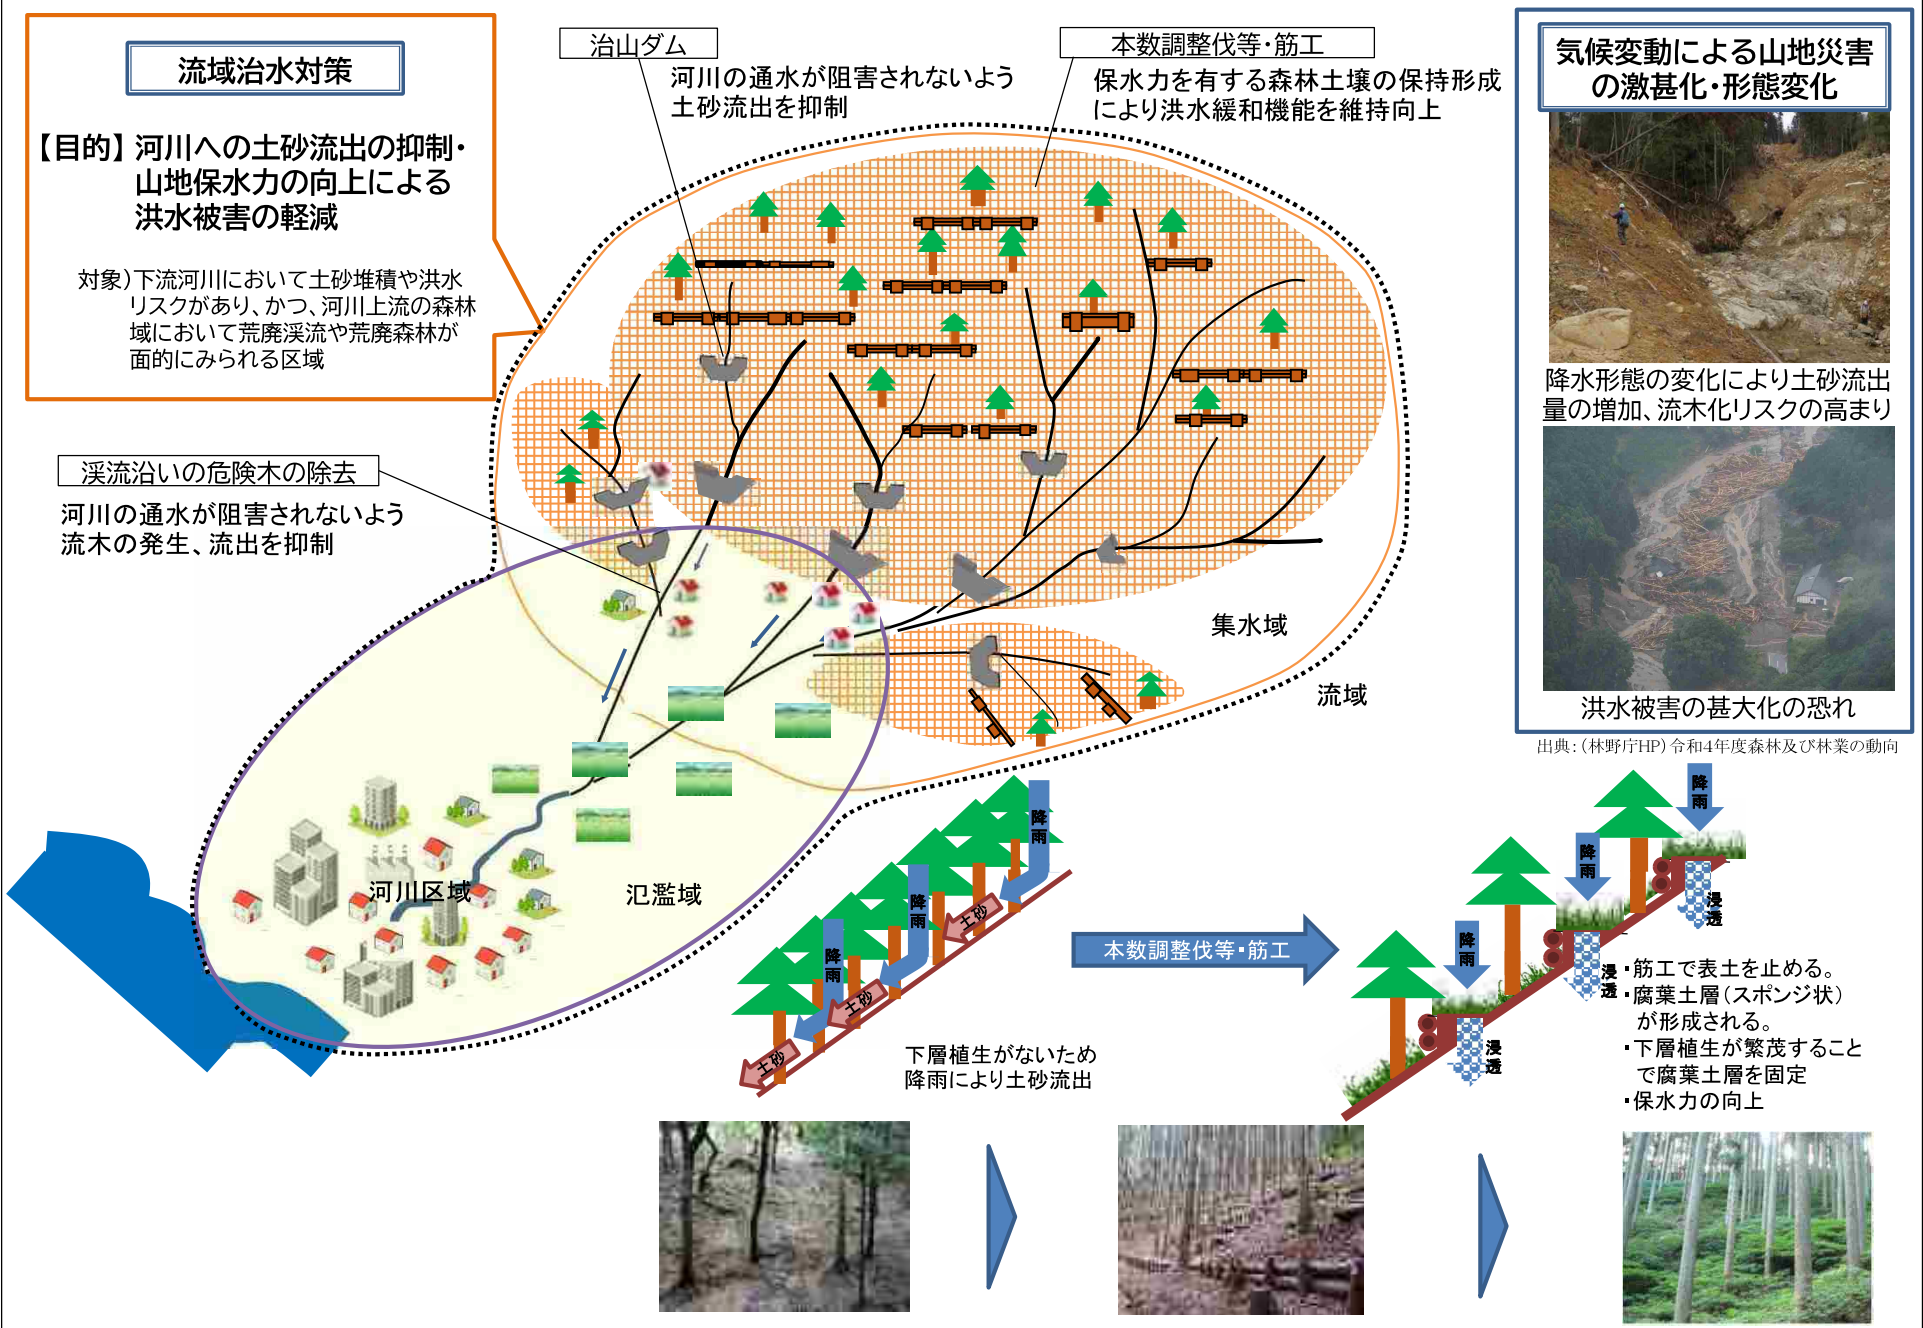 流域治水対策
【目的】河川への土砂流出の抑制・
山地保水力の向上による
洪水被害の軽減
対象）下流河川において土砂堆積や洪水
リスクがあり、かつ、河川上流の森林
域において荒廃渓流や荒廃森林が
面的にみられる区域
治山ダム
河川の通水が阻害されないよう
土砂流出を抑制
本数調整伐等・筋工
保水力を有する森林土壌の保持形成
により洪水緩和機能を維持向上
気候変動による山地災害
の激甚化・形態変化
降水形態の変化により土砂流出
量の増加、流木化リスクの高まり
洪水被害の甚大化の恐れ
出典：（林野庁HP）令和4年度森林及び林業の動向
渓流沿いの危険木の除去
河川の通水が阻害されないよう
流木の発生、流出を抑制
集水域
流域
河川区域
氾濫域
降雨
降雨
降雨
土砂
土砂
土砂
下層植生がないため
降雨により土砂流出
本数調整伐等・筋工
降雨
降雨
降雨
浸透
浸透
浸透
・筋工で表土を止める。
・腐葉土層（スポンジ状）
が形成される。
・下層植生が繁茂すること
で腐葉土層を固定
・保水力の向上